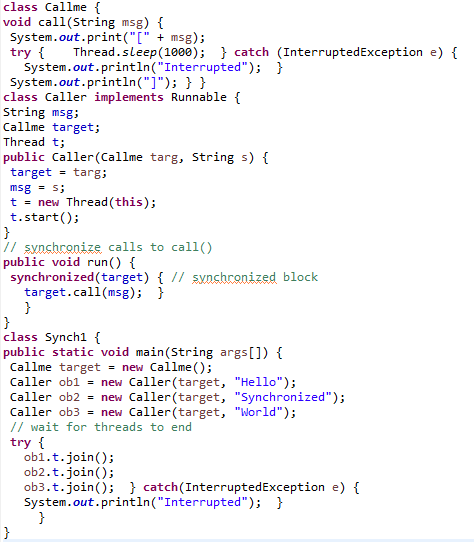 class Callme {
void call(String msg) {
 System.out.print("[" + msg);
 try {    Thread.sleep(1000);  } catch (InterruptedException e) {
   System.out.println("Interrupted");  }
 System.out.println("]"); } }
class Caller implements Runnable {
String msg;
Callme target;
Thread t;
public Caller(Callme targ, String s) {
 target = targ;
 msg = s;
 t = new Thread(this);
 t.start();
}
// synchronize calls to call()
public void run() {
 synchronized(target) { // synchronized block
   target.call(msg);  }
   }
}
class Synch1 {
public static void main(String args[]) {
 Callme target = new Callme();
 Caller ob1 = new Caller(target, "Hello");
 Caller ob2 = new Caller(target, "Synchronized");
 Caller ob3 = new Caller(target, "World");
 // wait for threads to end
 try {
   ob1.t.join();
   ob2.t.join();
   ob3.t.join();  } catch(InterruptedException e) {
   System.out.println("Interrupted");  }
     }
}